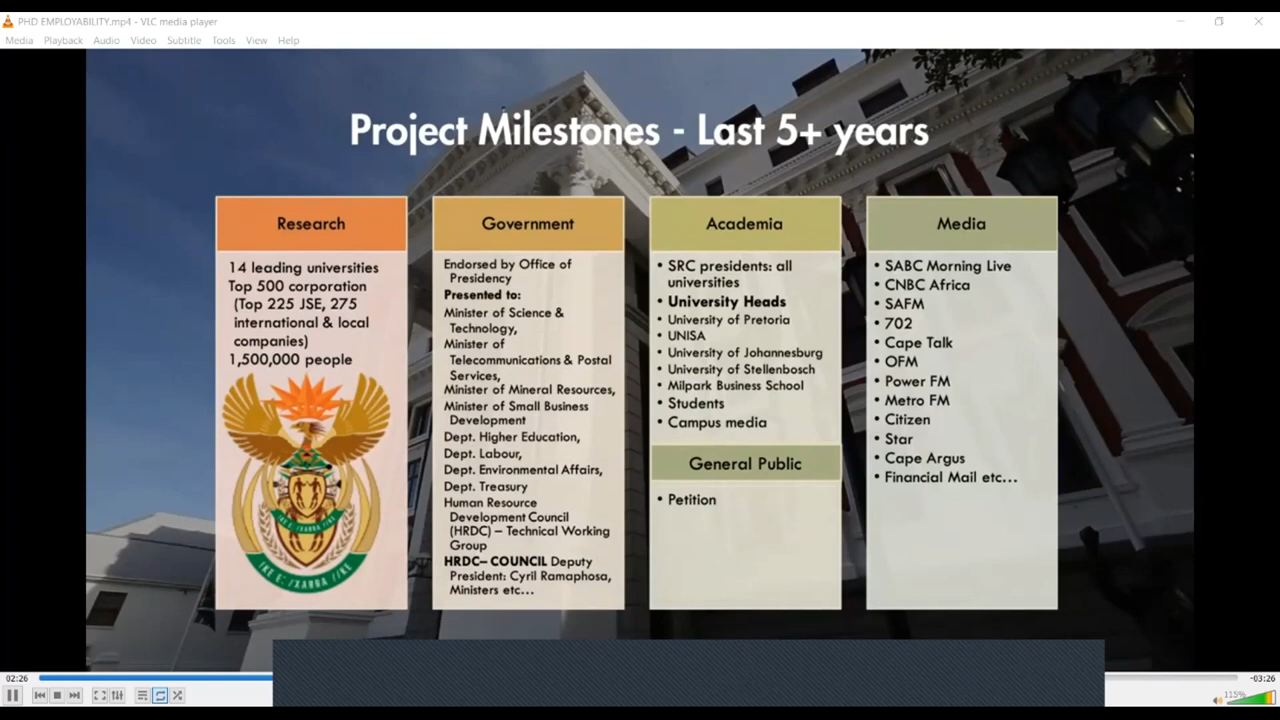 PHD EMPLOYABILITY.mp4 - VLC media player
Media Playback Audio Video Subtitle Tools View Help
Project Milestones - Last 5+ years
Research
14 leading universities
Top 500 corporation
(Top 225 JSE, 275
international & local
companies)
1,500,000 people
!KE E: /XARRA //KE
Government
Endorsed by Office of
Presidency
Presented to:
Minister of Science &
Technology,
Minister of
Telecommunications & Postal
Services,
Minister of Mineral Resources,
Minister of Small Business
Development
Dept. Higher Education,
Dept. Labour,
Dept. Environmental Affairs,
Dept. Treasury
Human Resource
Development Council
(HRDC) – Technical Working
Group
HRDC– COUNCIL Deputy
President: Cyril Ramaphosa,
Ministers etc...
Academia
• SRC presidents: all
universities
• University Heads
• University of Pretoria
• UNISA
• University of Johannesburg
• University of Stellenbosch
• Milpark Business School
• Students
• Campus media
General Public
• Petition
Media
• SABC Morning Live
• CNBC Africa
• SAFM
• 702
• Cape Talk
• OFM
• Power FM
• Metro FM
• Citizen
• Star
• Cape Argus
• Financial Mail etc...
02:26
-03:26
115%